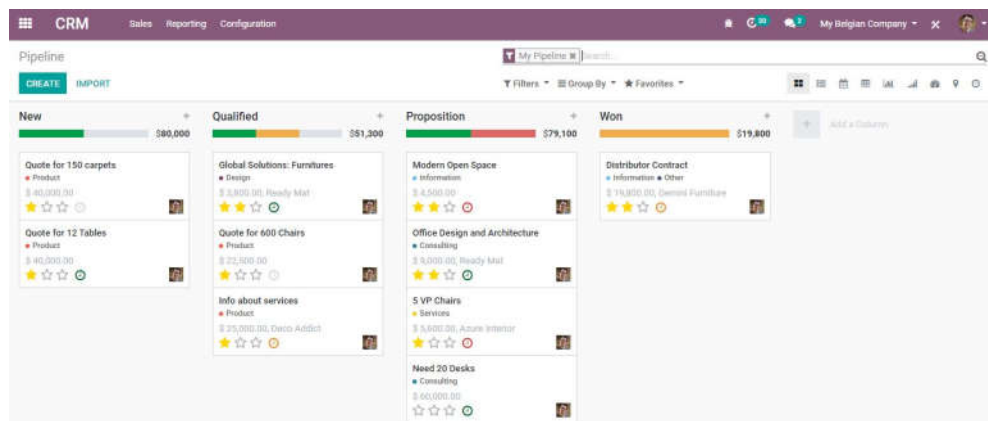 CRM Sales Reporting Configuration 30 2 My Belgian Company
Pipeline My Pipeline Search...
CREATE IMPORT Filters Group By Favorites
New
$80,000
Quote for 150 carpets
Product
$ 40,000.00
Quote for 12 Tables
Product
$ 40,000.00
Qualified
$51,300
Global Solutions: Furnitures
Design
$ 3,800.00, Ready Mat
Quote for 600 Chairs
Product
$ 22,500.00
Info about services
Product
$ 25,000.00, Deco Addict
Proposition
$79,100
Modern Open Space
Information
$ 4,500.00
Office Design and Architecture
Consulting
$ 9,000.00, Ready Mat
5 VP Chairs
Services
$ 5,600.00, Azure Interior
Need 20 Desks
Consulting
$ 60,000.00
Won
$19,800
Distributor Contract
Information Other
$ 19,800.00, Gemini Furniture
Add a Column